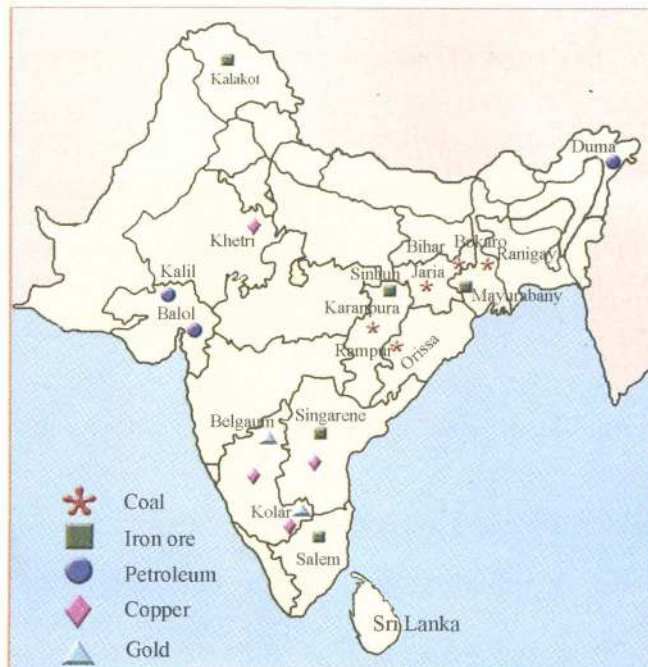 Kalakot
Duma
Khetri
Bihar
Bokaro
Ranigay
Kalil
Sinhun
Jaria
Balol
Karanpura
Mayurabany
Rampur
Orissa
Belgaum
Singarene
Kolar
Salem
Coal
Iron ore
Petroleum
Copper
Gold
Sri Lanka